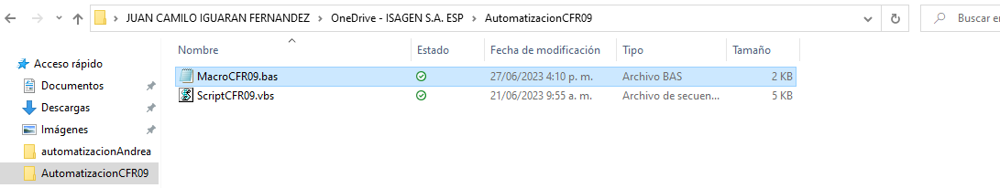 JUAN CAMILO IGUARAN FERNANDEZ > OneDrive - ISAGEN S.A. ESP > AutomatizacionCFR09
Buscar en
Nombre Estado Fecha de modificación Tipo Tamaño
Acceso rápido
MacroCFR09.bas 27/06/2023 4:10 p. m. Archivo BAS 2 KB
Documentos
ScriptCFR09.vbs 21/06/2023 9:55 a. m. Archivo de secuen... 5 KB
Descargas
Imágenes
automatizacionAndrea
AutomatizacionCFR09